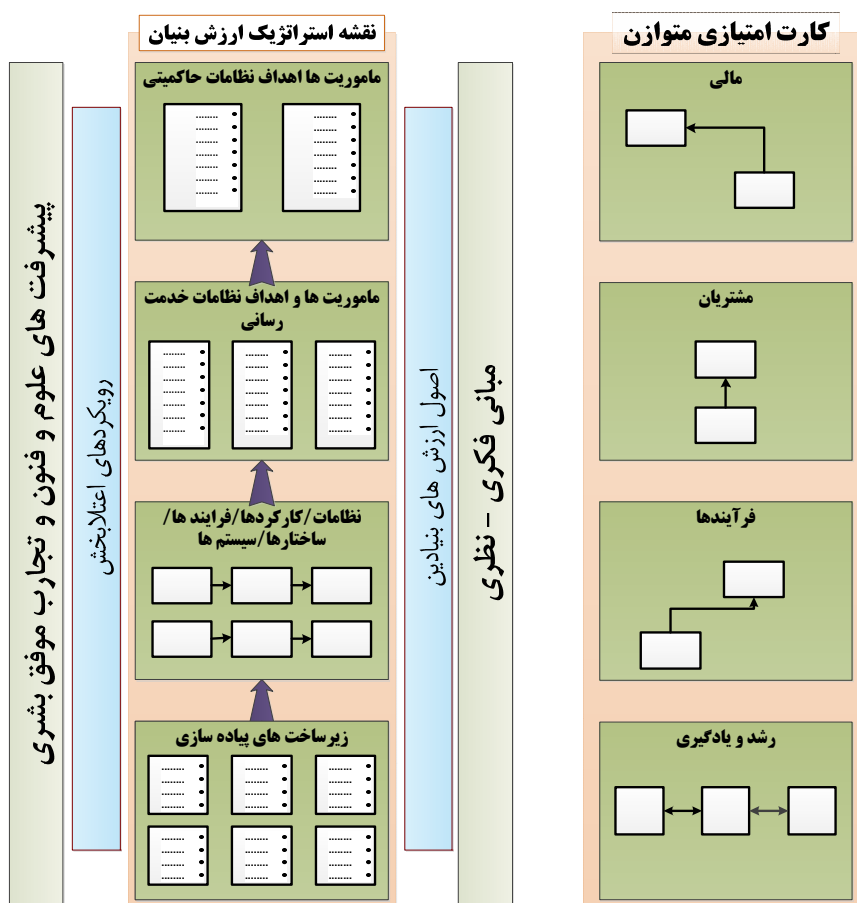 کارت امتیازی متوازن
مالی
مشتریان
فرآیندها
رشد و یادگیری
مبانی فکری - نظری
اصول ارزش های بنیادین
نقشه استراتژیک ارزش بنیان
ماموریت ها اهداف نظامات حاکمیتی
ماموریت ها و اهداف نظامات خدمت
رسانی
نظامات/کارکردها/فرایند ها/
ساختارها/سیستم ها
زیرساخت های پیاده سازی
رویکردهای اعتلابخش
پیشرفت های علوم و فنون و تجارب موفق بشری